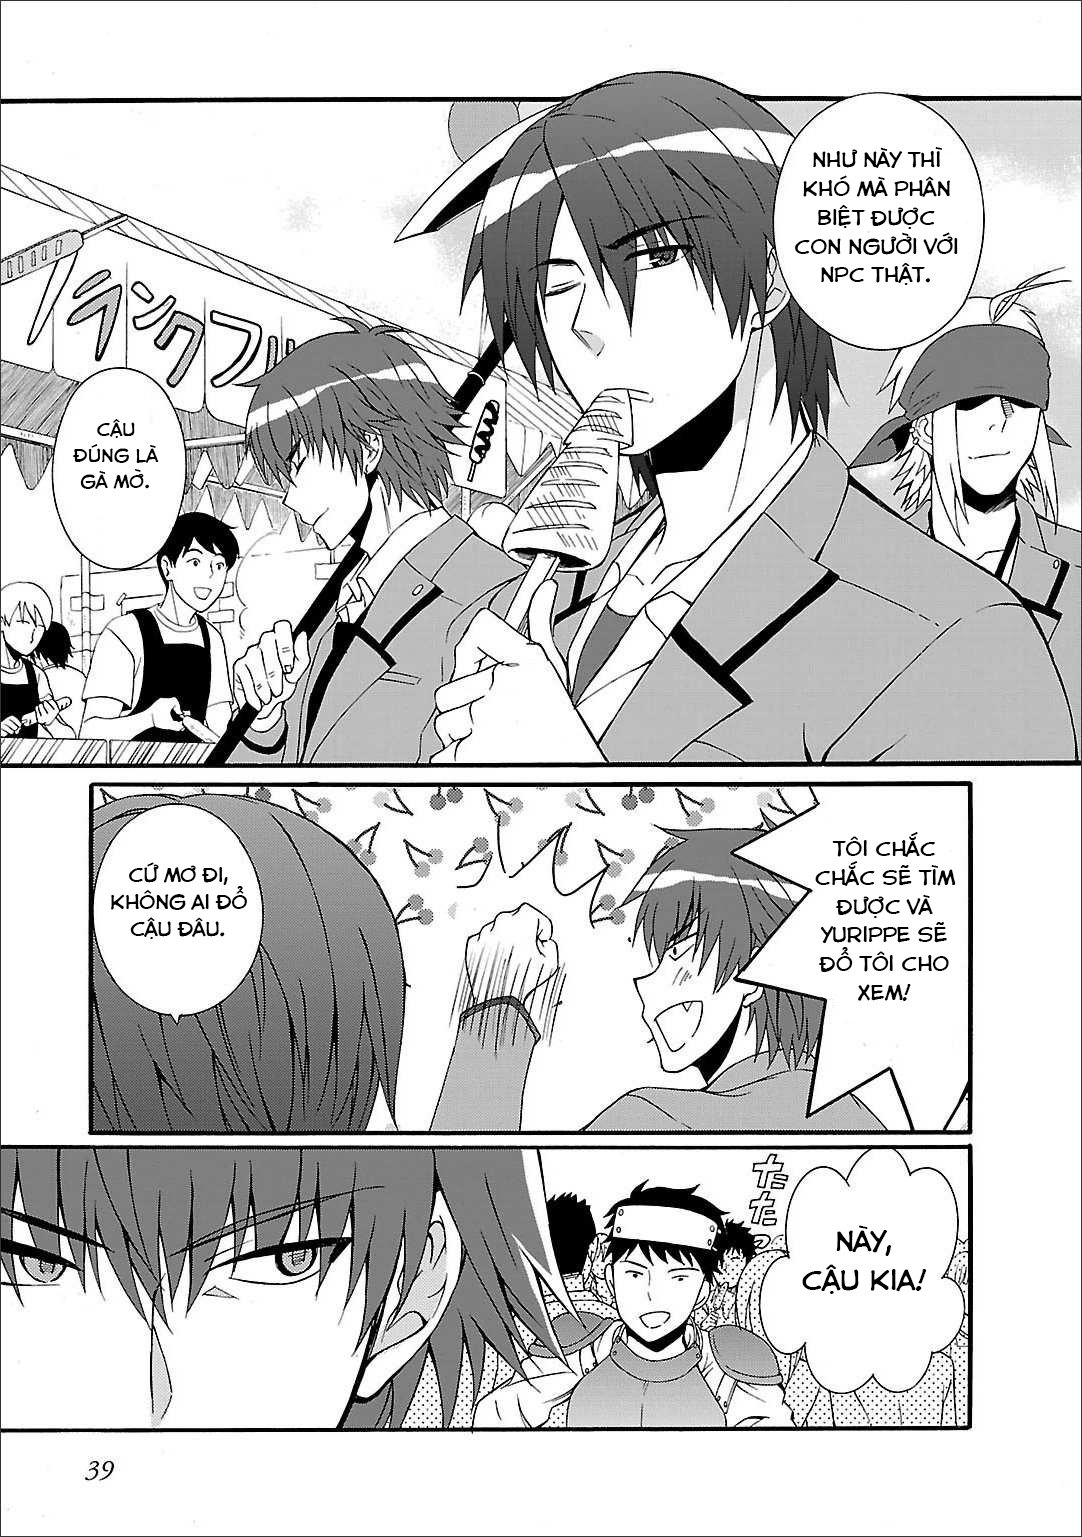 NHƯ NÀY THÌ
KHÓ MÀ PHÂN
BIỆT ĐƯỢC
CON NGƯỜI VỚI
NPC THẬT.
フランクフル
CẬU
ĐÚNG LÀ
GÀ MỜ.
TÔI CHẮC
CHẮC SẼ TÌM
ĐƯỢC VÀ
YURIPPE SẼ
ĐỔ TÔI CHO
XEM!
CỨ MƠ ĐI,
KHÔNG AI ĐỔ
CẬU ĐÂU.
たたっ
NÀY,
CẬU KIA!
39